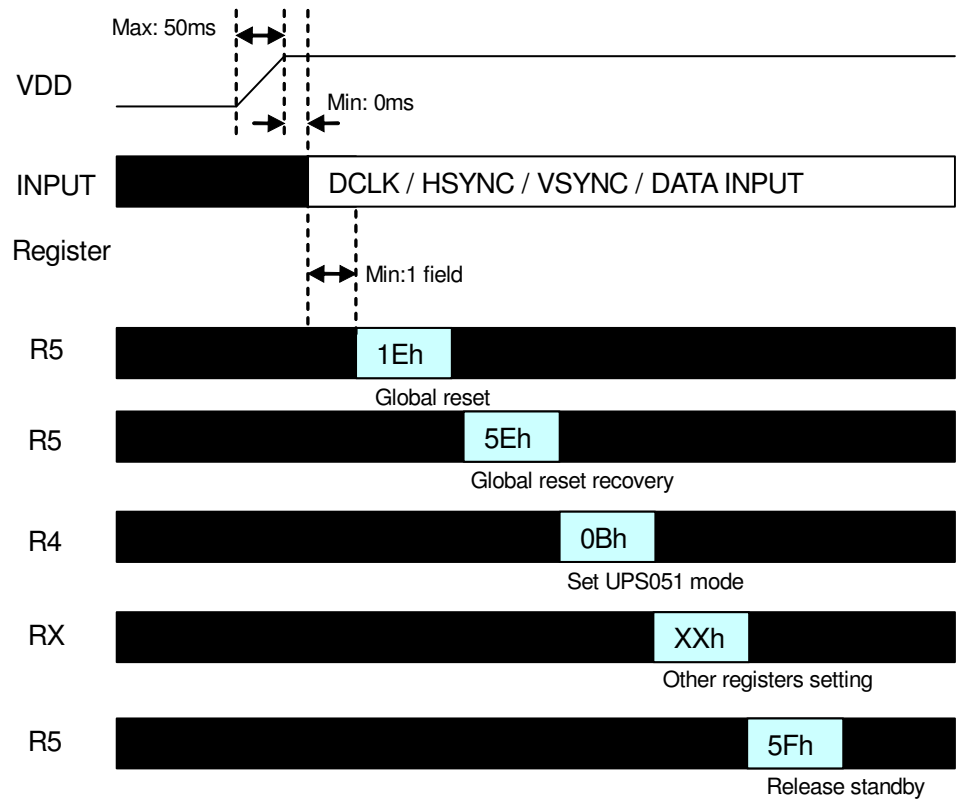 Max: 50ms
VDD
Min: 0ms
INPUT
DCLK / HSYNC / VSYNC / DATA INPUT
Register
Min:1 field
R5
1Eh
Global reset
R5
5Eh
Global reset recovery
R4
0Bh
Set UPS051 mode
RX
XXh
Other registers setting
R5
5Fh
Release standby